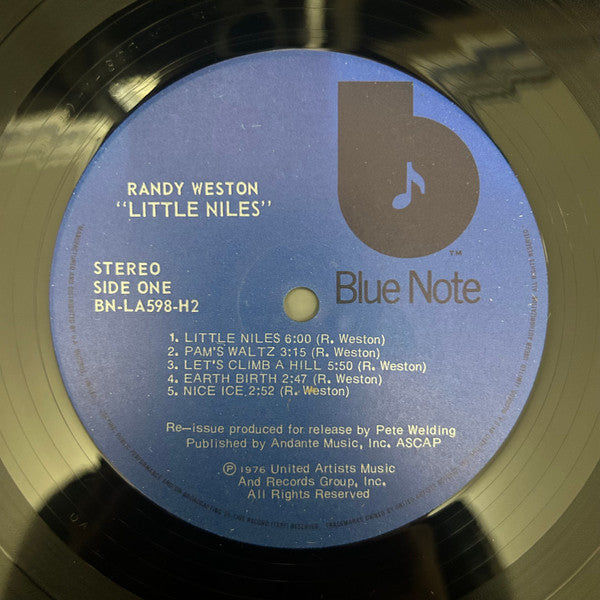 RANDY WESTON
"LITTLE NILES"
STEREO
SIDE ONE
BN-LA598-H2
b
TM
Blue Note
1. LITTLE NILES 6:00 (R. Weston)
2. PAM'S WALTZ 3:15 (R. Weston)
3. LET'S CLIMB A HILL 5:50 (R. Weston)
4. EARTH BIRTH 2:47 (R. Weston)
5. NICE ICE 2:52 (R. Weston)
Re-issue produced for release by Pete Welding
Published by Andante Music, Inc. ASCAP
Ⓟ 1976 United Artists Music
And Records Group, Inc.
All Rights Reserved